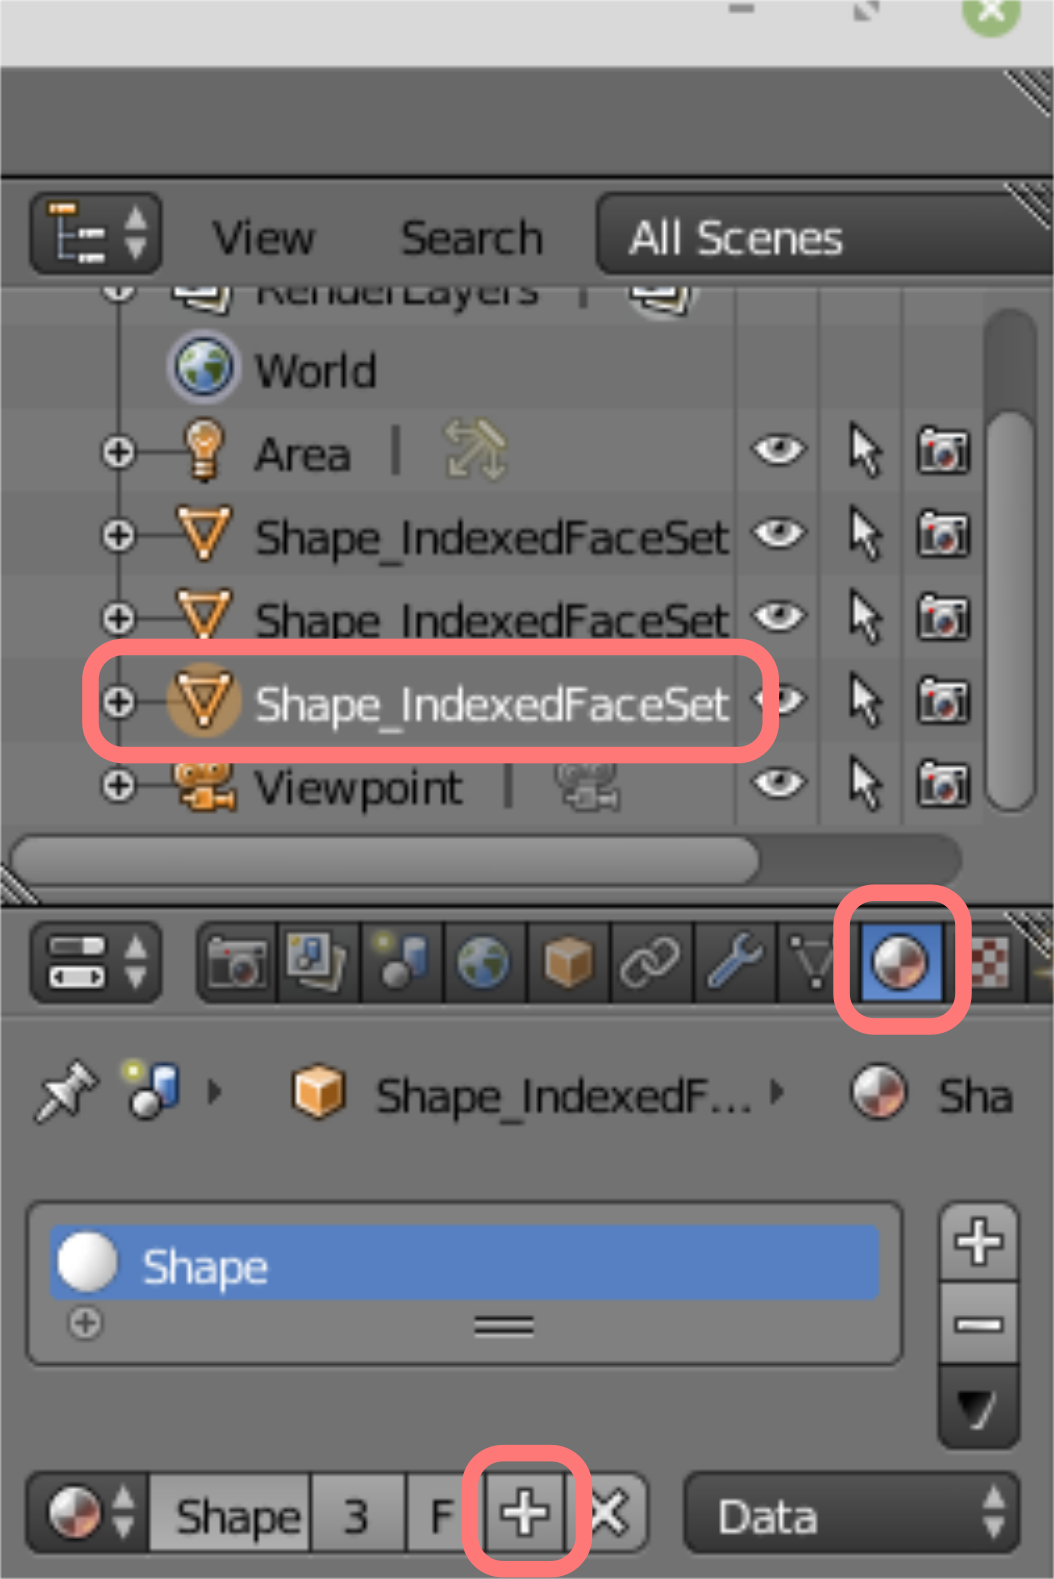 View Search All Scenes
RenderLayers |
World
Area |
Shape_IndexedFaceSet
Shape_IndexedFaceSet
Shape_IndexedFaceSet
Viewpoint |
Shape_IndexedF... Sha
Shape
Shape 3 F Data